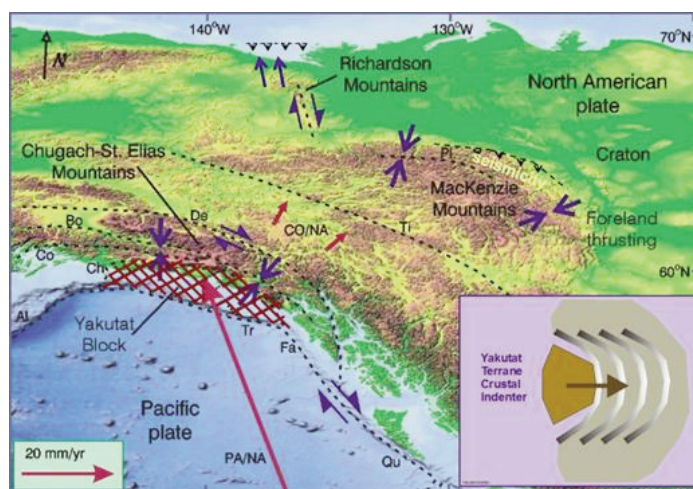 140°W
130°W
70°N
N
Richardson
Mountains
North American
plate
Chugach-St. Elias
Mountains
Pl
seismicity
Craton
MacKenzie
Mountains
De
Bo
CO/NA
Ti
Foreland
thrusting
Co
Ch
60°N
Al
Yakutat
Block
Tr
Fa
Yakutat
Terrane
Crustal
Indenter
Pacific
plate
20 mm/yr
PA/NA
Qu